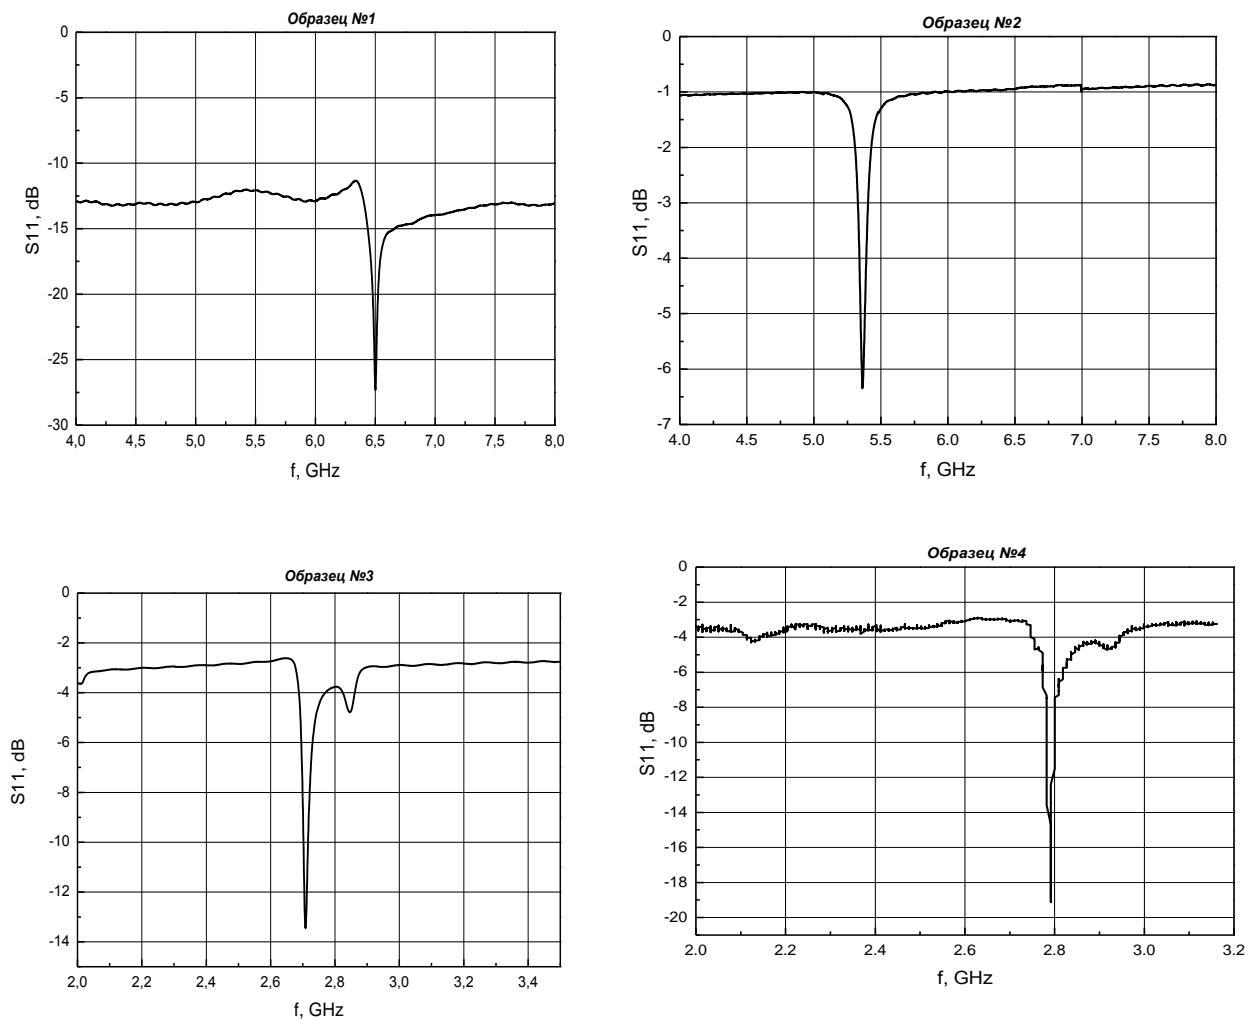 Образец №1
0
-5
-10
-15
-20
-25
-30
S11, dB
4,0 4,5 5,0 5,5 6,0 6,5 7,0 7,5 8,0
f, GHz
Образец №2
0
-1
-2
-3
-4
-5
-6
-7
S11, dB
4.0 4.5 5.0 5.5 6.0 6.5 7.0 7.5 8.0
f, GHz
Образец №3
0
-2
-4
-6
-8
-10
-12
-14
S11, dB
2,0 2,2 2,4 2,6 2,8 3,0 3,2 3,4
f, GHz
Образец №4
0
-2
-4
-6
-8
-10
-12
-14
-16
-18
-20
S11, dB
2.0 2.2 2.4 2.6 2.8 3.0 3.2
f, GHz